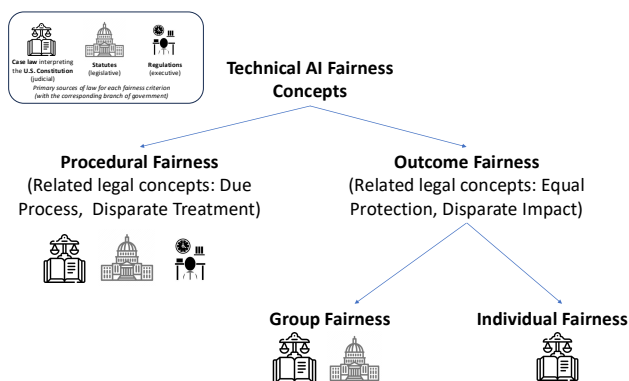 Case law interpreting
the U.S. Constitution
(judicial)
Statutes
(legislative)
Regulations
(executive)
Primary sources of law for each fairness criterion
(with the corresponding branch of government)
Technical AI Fairness
Concepts
Procedural Fairness
(Related legal concepts: Due
Process, Disparate Treatment)
Outcome Fairness
(Related legal concepts: Equal
Protection, Disparate Impact)
Group Fairness
Individual Fairness